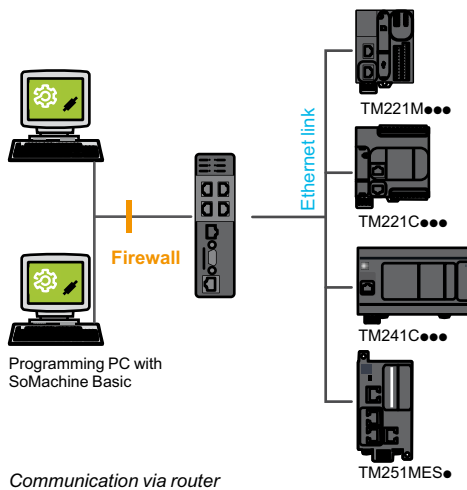 TM221M●●●
Ethernet link
TM221C●●●
Firewall
TM241C●●●
Programming PC with
SoMachine Basic
TM251MES●
Communication via router